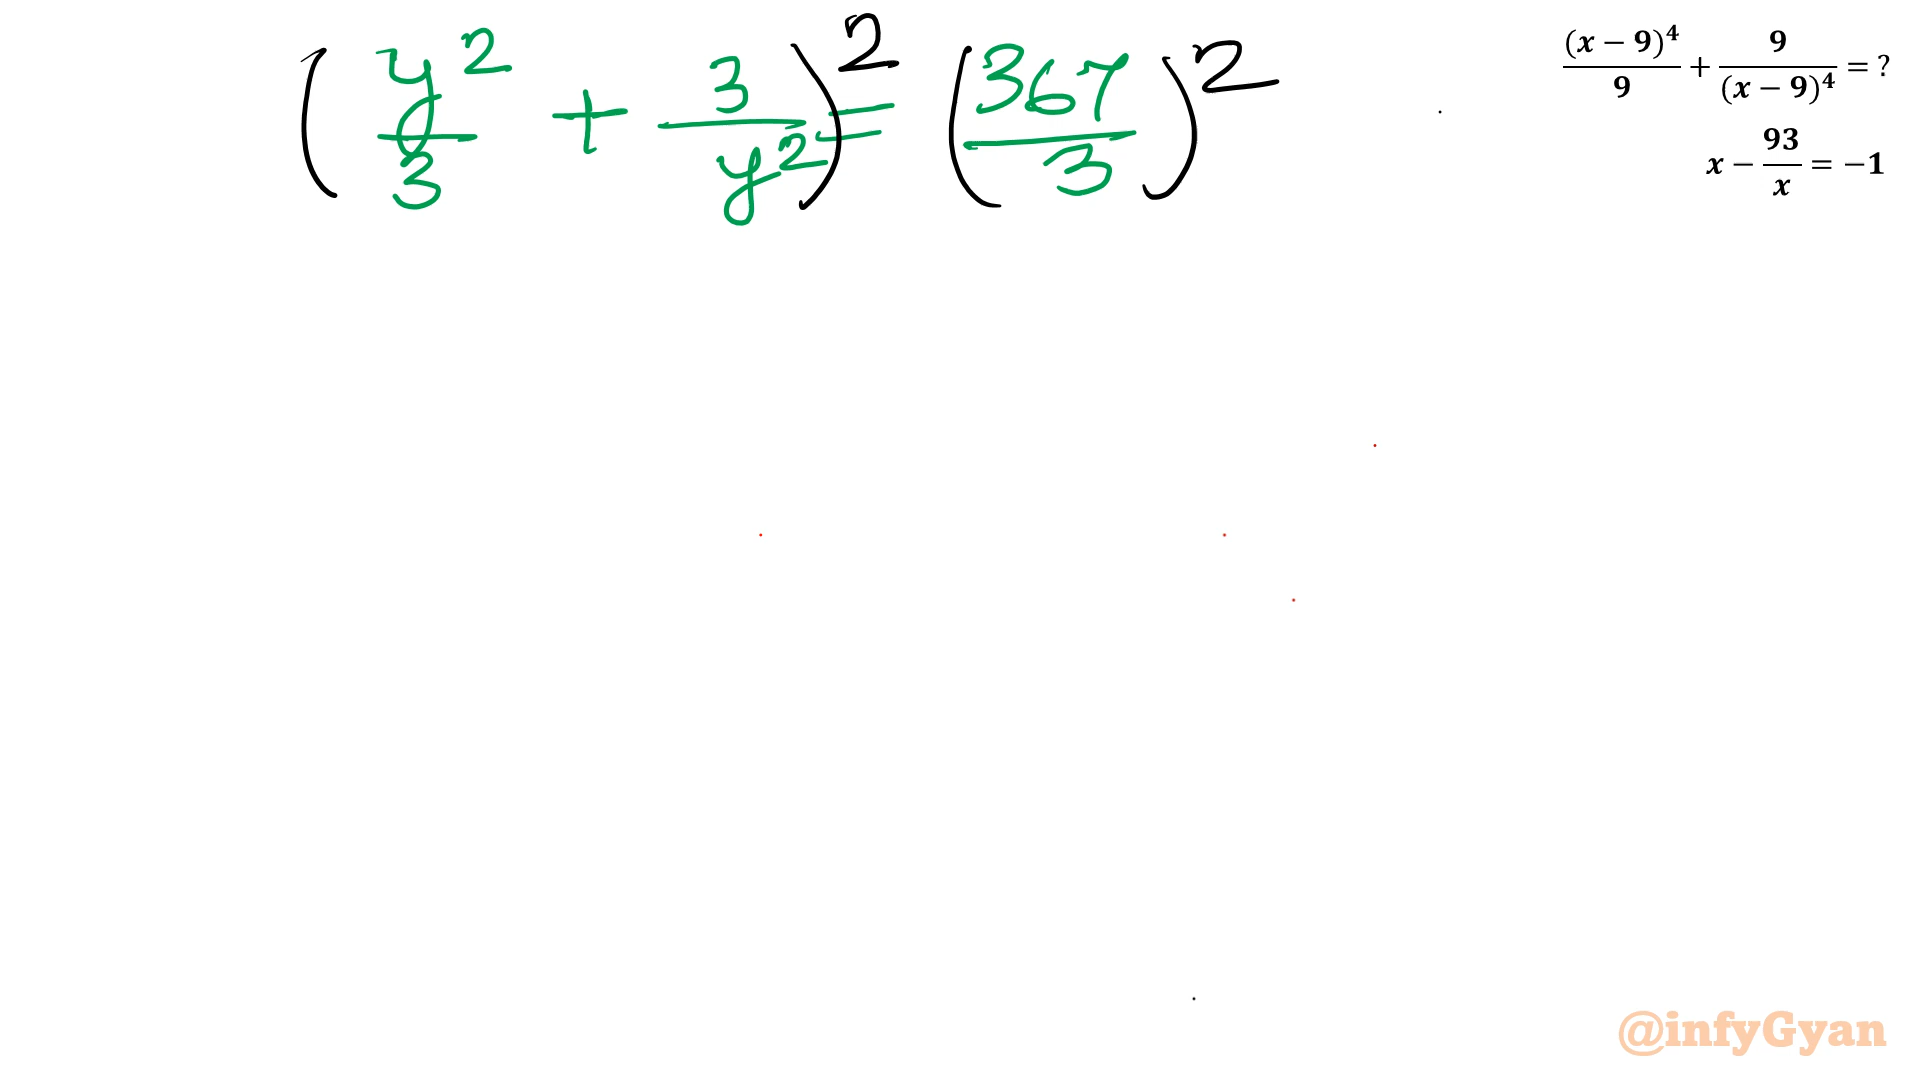 (y²/3 + 3/y²)² = (367/3)²
(x − 9)⁴/9 + 9/(x − 9)⁴ = ?
x − 93/x = −1
@infyGyan